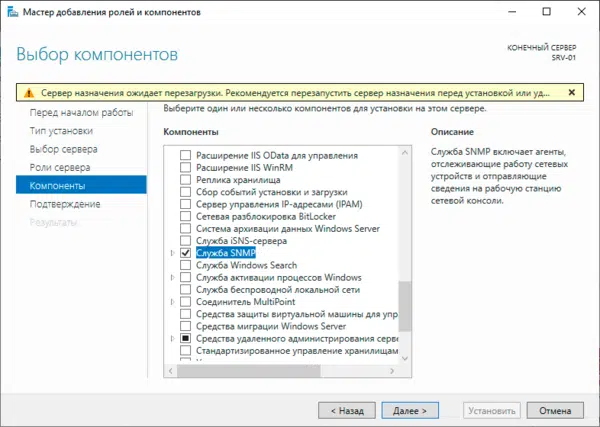 Мастер добавления ролей и компонентов
Выбор компонентов
КОНЕЧНЫЙ СЕРВЕР
SRV-01
Сервер назначения ожидает перезагрузки. Рекомендуется перезапустить сервер назначения перед установкой или уд...
Перед началом работы
Тип установки
Выбор сервера
Роли сервера
Компоненты
Подтверждение
Результаты
Выберите один или несколько компонентов для установки на этом сервере.
Компоненты
Расширение IIS OData для управления
Расширение IIS WinRM
Реплика хранилища
Сбор событий установки и загрузки
Сервер управления IP-адресами (IPAM)
Сетевая разблокировка BitLocker
Система архивации данных Windows Server
Служба iSNS-сервера
Служба SNMP
Служба Windows Search
Служба активации процессов Windows
Служба беспроводной локальной сети
Соединитель MultiPoint
Средства защиты виртуальной машины для упр
Средства миграции Windows Server
Средства удаленного администрирования серве
Стандартизированное управление хранилищам
Описание
Служба SNMP включает агенты,
отслеживающие работу сетевых
устройств и отправляющие
сведения на рабочую станцию
сетевой консоли.
< Назад
Далее >
Установить
Отмена